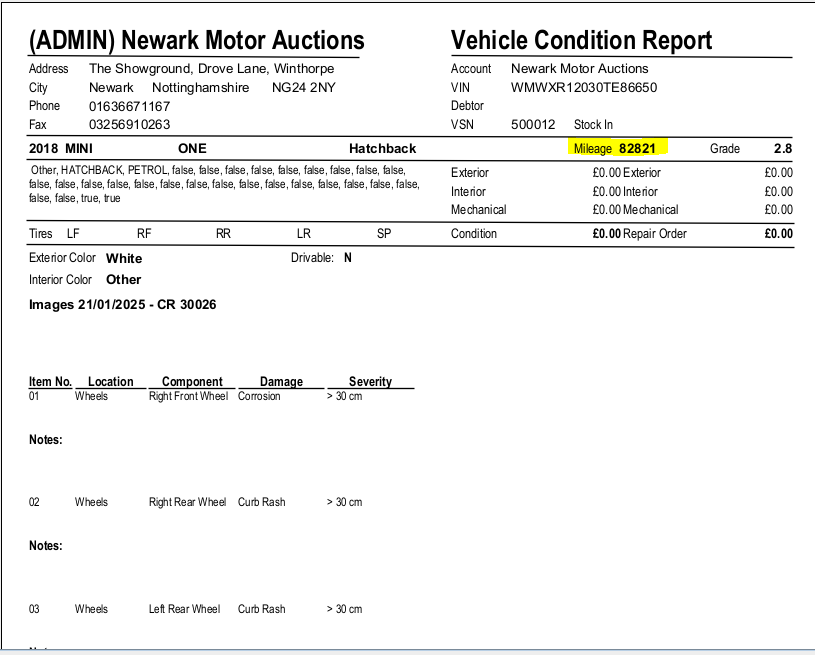 (ADMIN) Newark Motor Auctions
Vehicle Condition Report
Address The Showground, Drove Lane, Winthorpe
City Newark Nottinghamshire NG24 2NY
Phone 01636671167
Fax 03256910263
Account Newark Motor Auctions
VIN WMWXR12030TE86650
Debtor
VSN 500012 Stock In
2018 MINI ONE Hatchback Mileage 82821 Grade 2.8
Other, HATCHBACK, PETROL, false, false, false, false, false, false, false, false, false,
false, false, false, false, false, false, false, false, false, false, false, false, false, false,
false, false, true, true
Exterior £0.00 Exterior £0.00
Interior £0.00 Interior £0.00
Mechanical £0.00 Mechanical £0.00
Tires LF RF RR LR SP
Condition £0.00 Repair Order £0.00
Exterior Color White Drivable: N
Interior Color Other
Images 21/01/2025 - CR 30026
Item No. Location Component Damage Severity
01 Wheels Right Front Wheel Corrosion > 30 cm
Notes:
02 Wheels Right Rear Wheel Curb Rash > 30 cm
Notes:
03 Wheels Left Rear Wheel Curb Rash > 30 cm